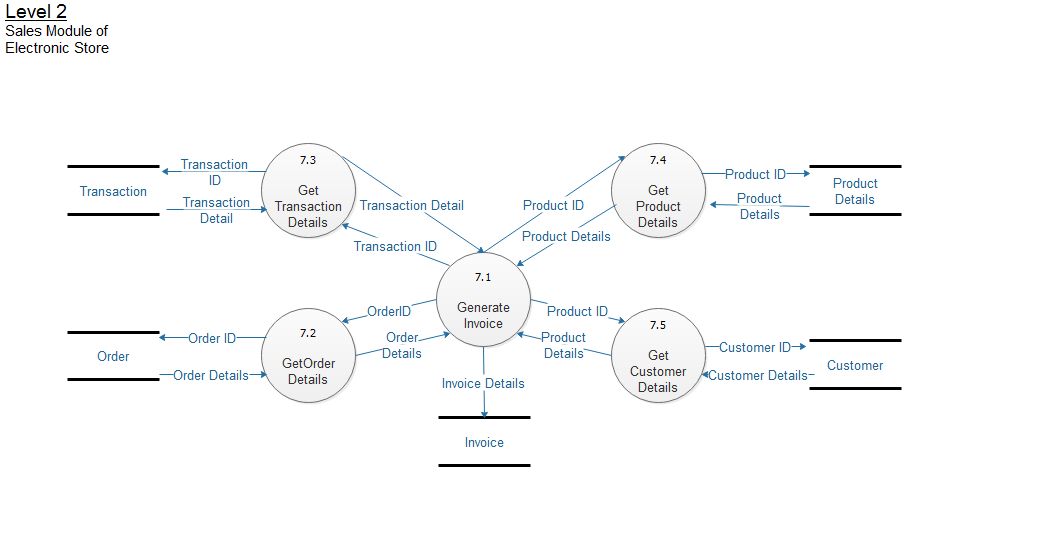 Level 2
Sales Module of
Electronic Store
Transaction
Transaction
ID
Transaction
Detail
7.3
Get
Transaction
Details
Transaction Detail
Transaction ID
Product ID
Product Details
7.4
Get
Product
Details
Product ID
Product
Details
Product
Details
7.1
Generate
Invoice
Order
Order ID
Order Details
7.2
GetOrder
Details
OrderID
Order
Details
Product ID
Product
Details
7.5
Get
Customer
Details
Customer ID
Customer Details
Customer
Invoice Details
Invoice